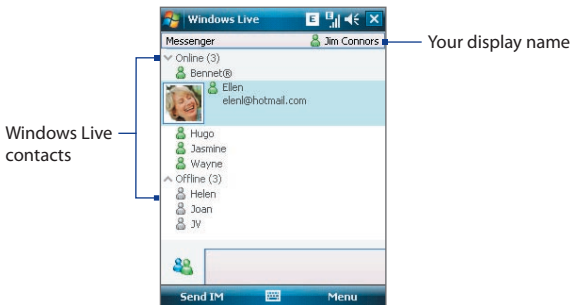 Windows Live
E
Messenger
Jim Connors
Your display name
Online (3)
Bennet®
Ellen
elenl@hotmail.com
Windows Live
contacts
Hugo
Jasmine
Wayne
Offline (3)
Helen
Joan
JV
Send IM
Menu